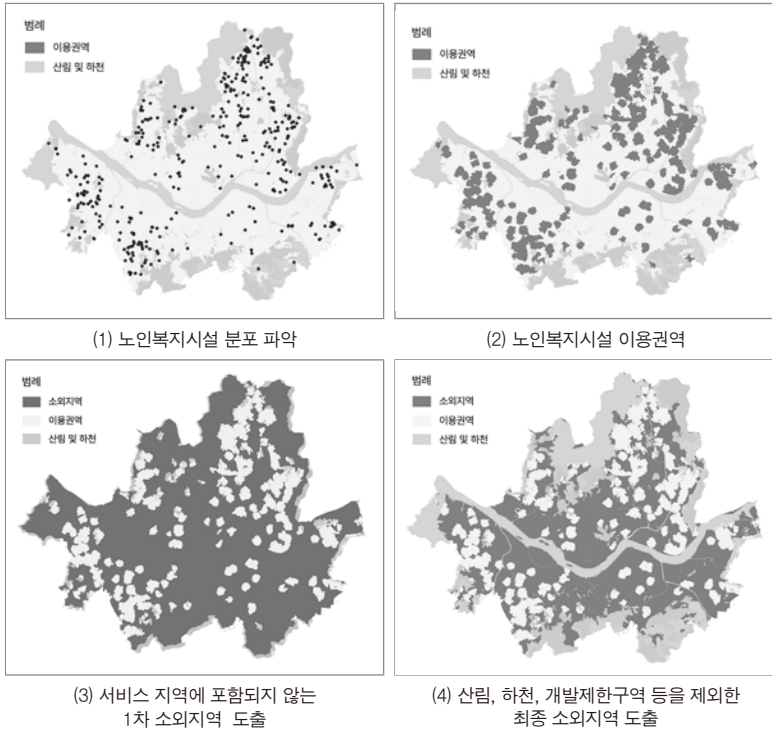 범례
이용권역
산림 및 하천
(1) 노인복지시설 분포 파악
범례
이용권역
산림 및 하천
(2) 노인복지시설 이용권역
범례
소외지역
이용권역
산림 및 하천
(3) 서비스 지역에 포함되지 않는
1차 소외지역 도출
범례
소외지역
이용권역
산림 및 하천
(4) 산림, 하천, 개발제한구역 등을 제외한
최종 소외지역 도출